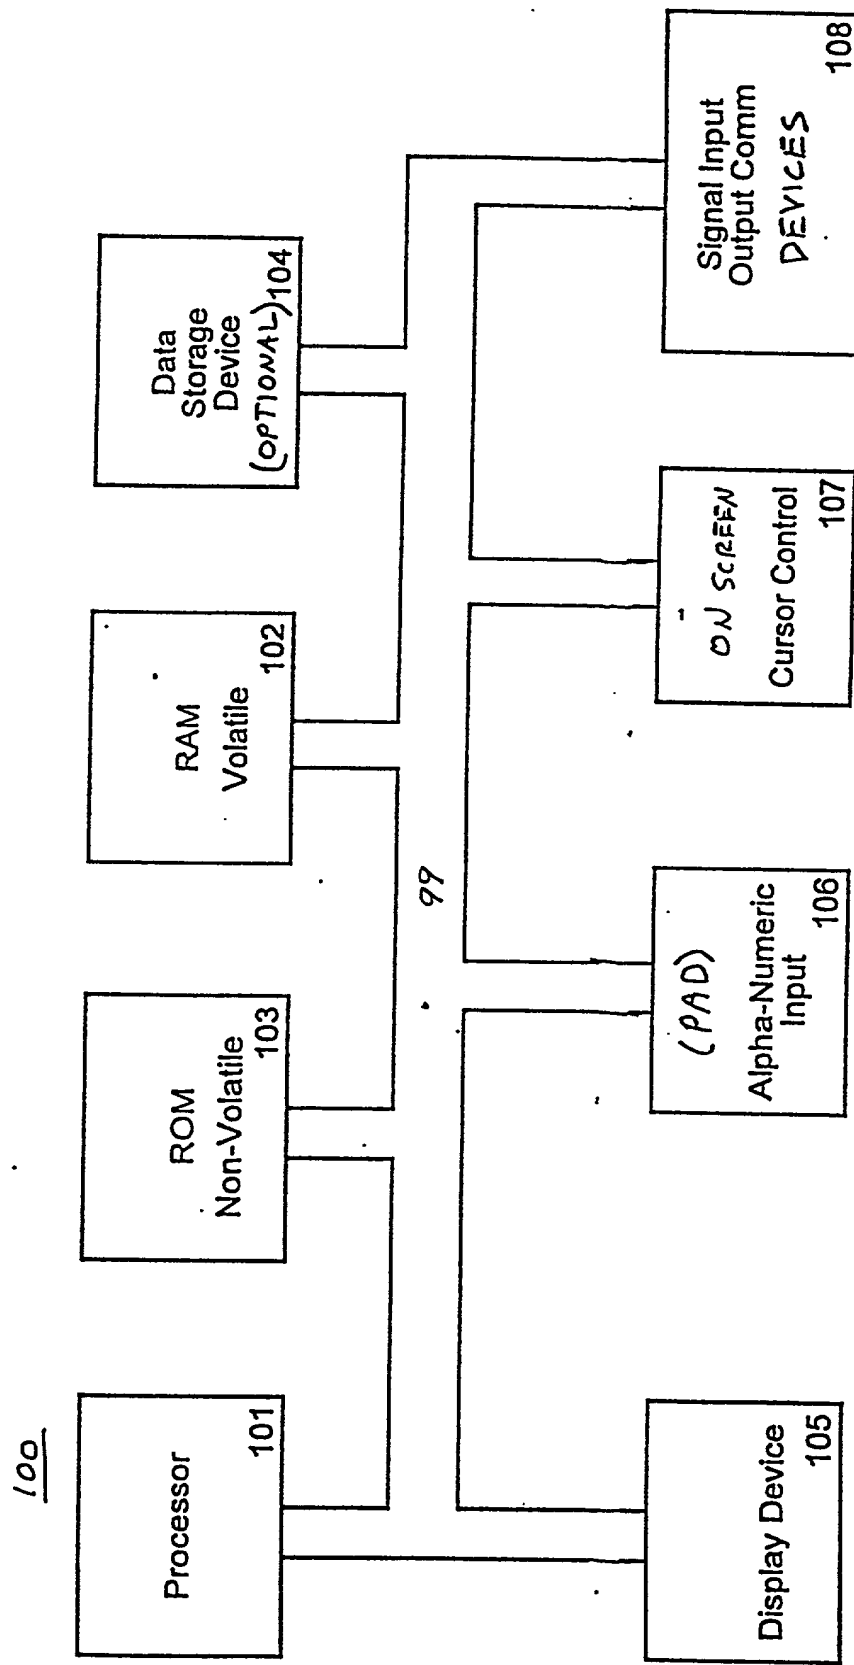 100
Processor
101
ROM
Non-Volatile
103
RAM
Volatile
102
Data
Storage
Device
(OPTIONAL)
104
99
Display Device
105
(PAD)
Alpha-Numeric
Input
106
ON SCREEN
Cursor Control
107
Signal Input
Output Comm
DEVICES
108